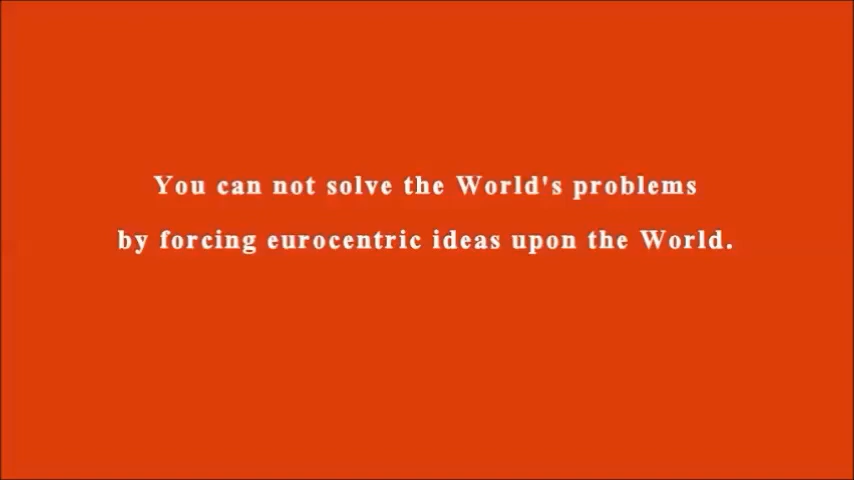 You can not solve the World's problems
by forcing eurocentric ideas upon the World.